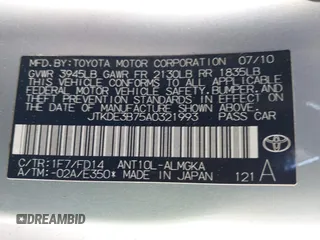 MFD.BY: TOYOTA MOTOR CORPORATION 07/10
GVWR 3945LB GAWR FR 2130LB RR 1835LB
THIS VEHICLE CONFORMS TO ALL APPLICABLE
FEDERAL MOTOR VEHICLE SAFETY, BUMPER, AND
THEFT PREVENTION STANDARDS IN EFFECT ON
THE DATE OF MANUFACTURE SHOWN ABOVE.
JTKDE3B75A0321993 PASS CAR
TOYOTA
C/TR: 1F7/FD14 ANT10L-ALMGKA
A/TM: -02A/E350* MADE IN JAPAN 121 A
DREAMBID.COM